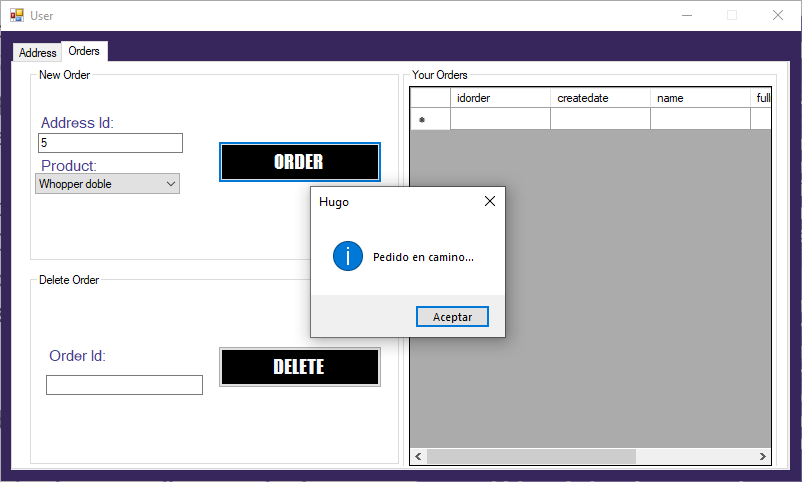 User
Address
Orders
New Order
Address Id:
5
Product:
Whopper doble
ORDER
Delete Order
Order Id:
DELETE
Your Orders
idorder createdate name full
Hugo
Pedido en camino...
Aceptar